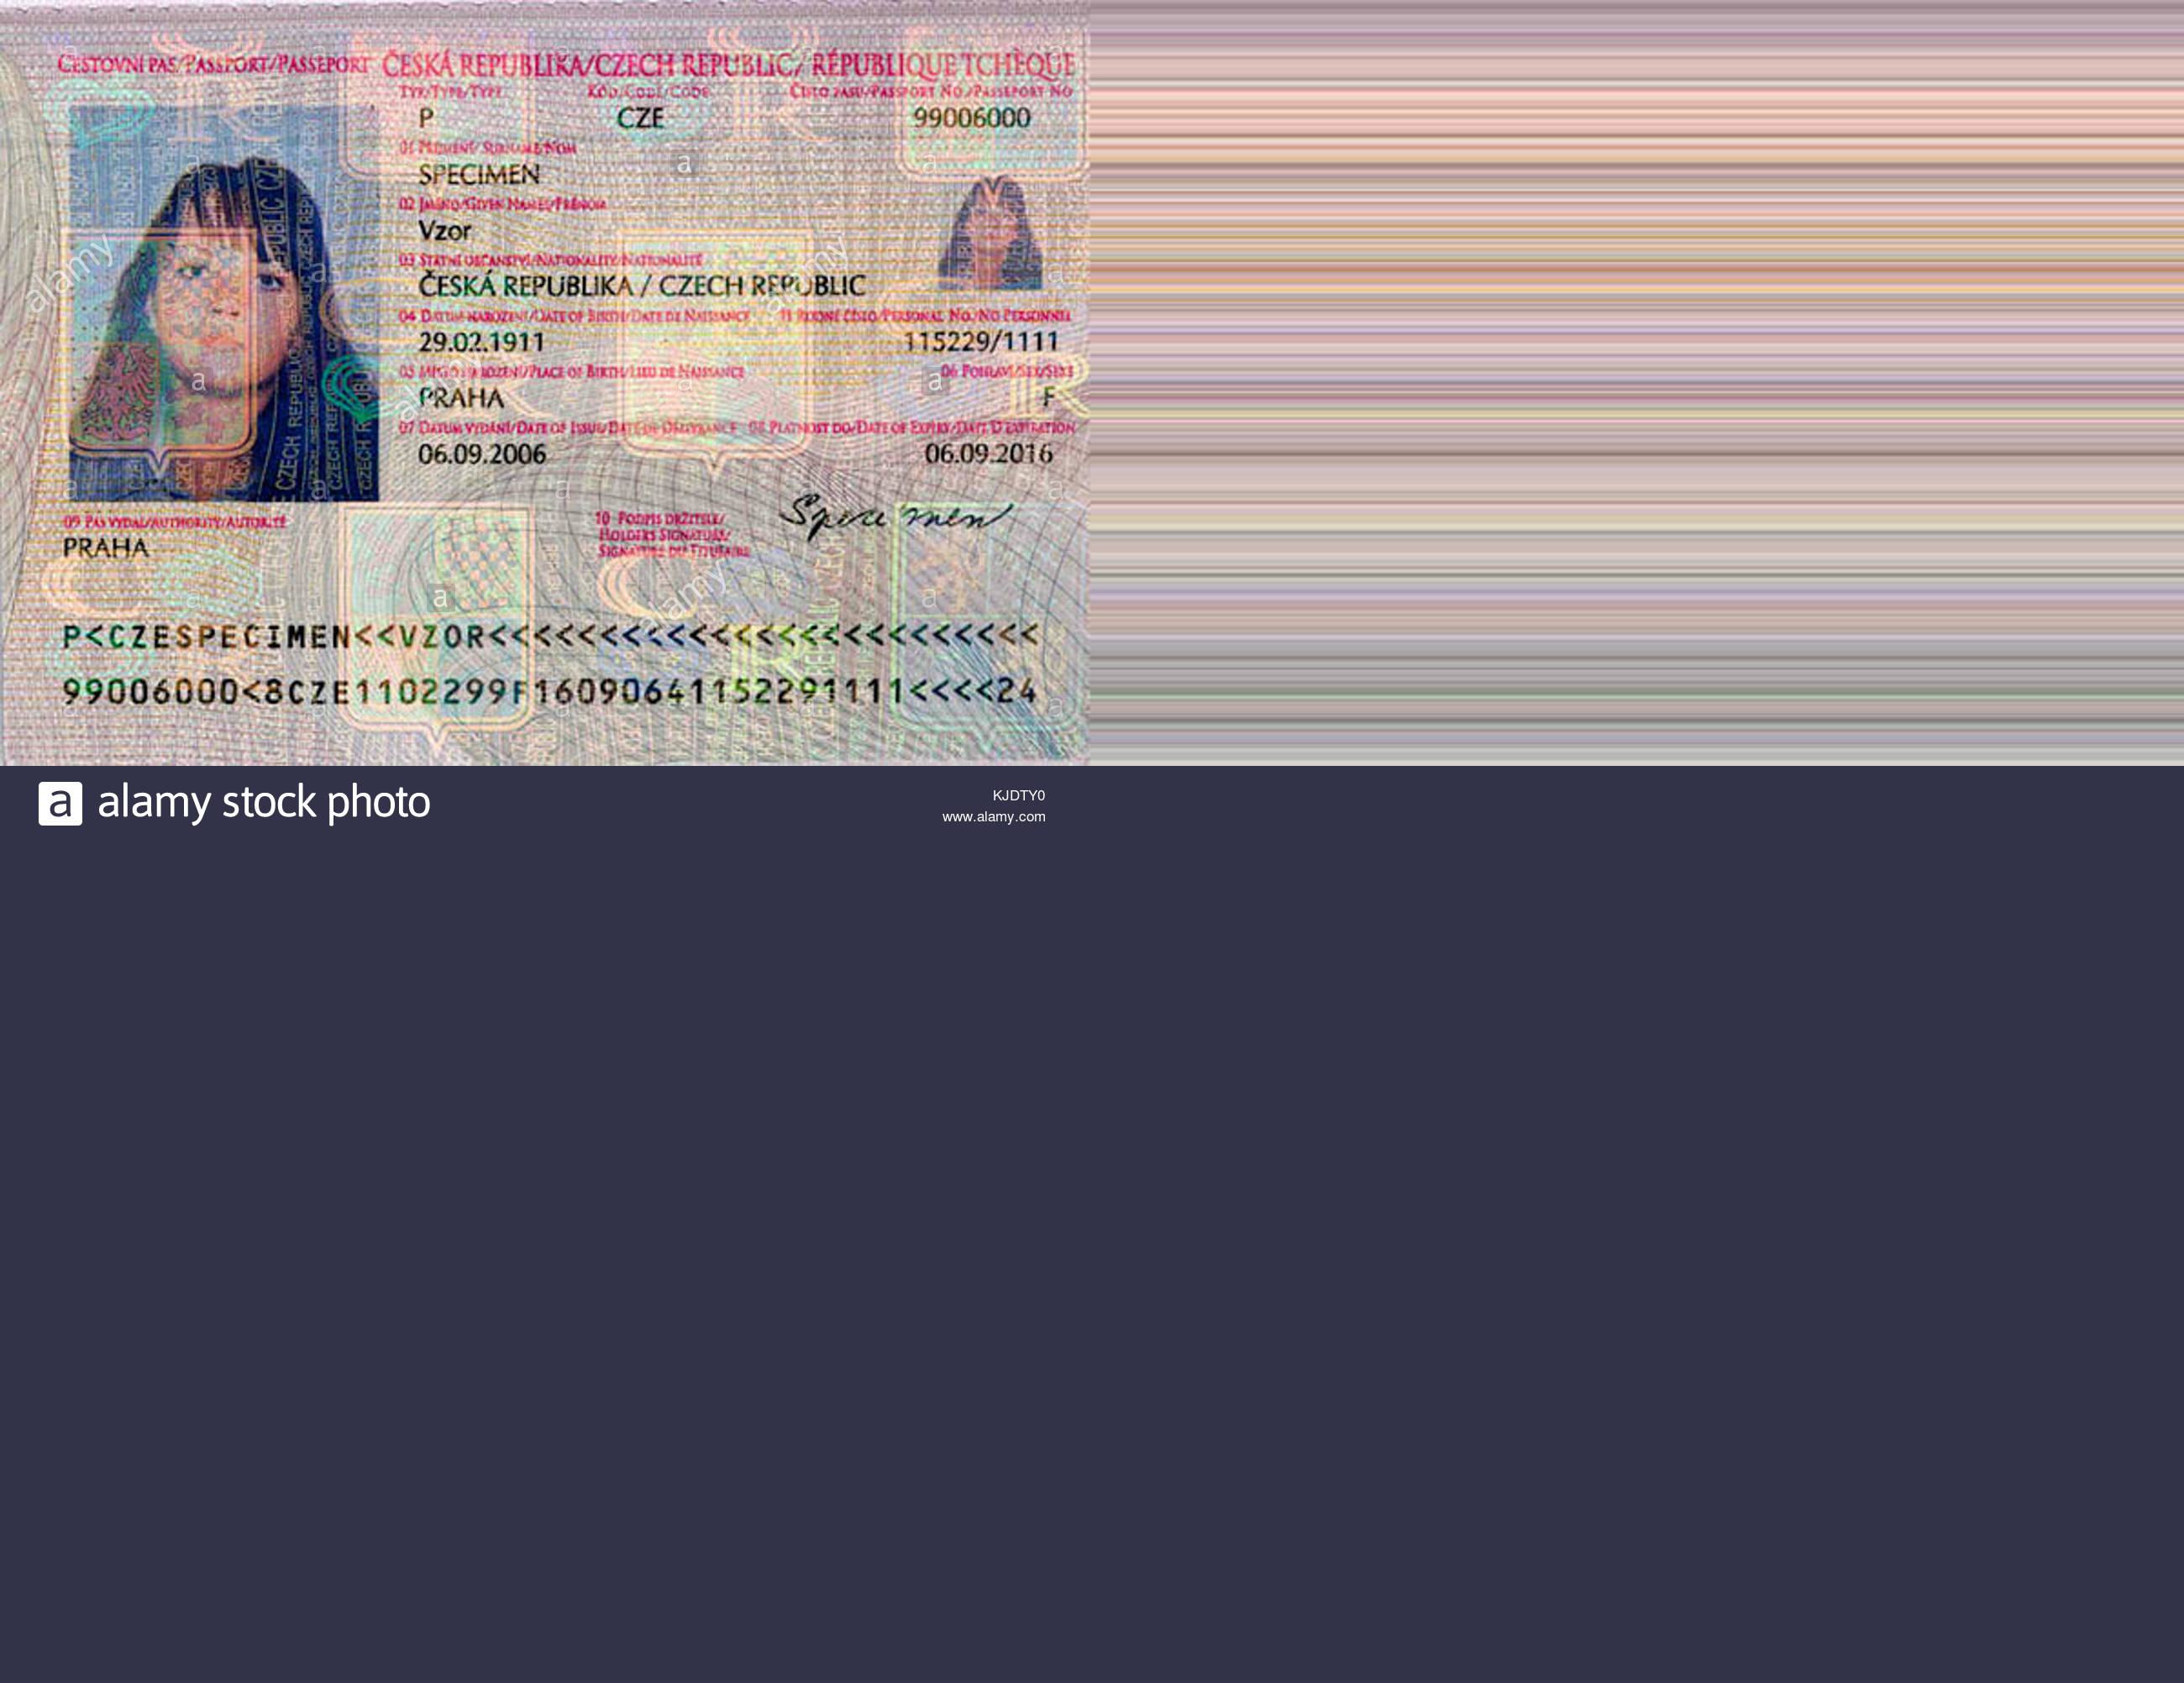 CESTOVNÍ PAS/PASSPORT/PASSEPORT ČESKÁ REPUBLIKA/CZECH REPUBLIC/ RÉPUBLIQUE TCHÈQUE
TYP/TYPE/TYPE KÓD/CODE/CODE ČÍSLO PASU/PASSPORT NO./PASSEPORT NO
P CZE 99006000
01 PŘÍJMENÍ/ SURNAME/NOM
SPECIMEN
02 JMÉNO/GIVEN NAMES/PRÉNOM
Vzor
03 STÁTNÍ OBČANSTVÍ/NATIONALITY/NATIONALITÉ
ČESKÁ REPUBLIKA / CZECH REPUBLIC
04 DATUM NAROZENÍ/DATE OF BIRTH/DATE DE NAISSANCE 11 RODNÉ ČÍSLO/PERSONAL NO./NO PERSONNEL
29.02.1911 115229/1111
05 MÍSTO NAROZENÍ/PLACE OF BIRTH/LIEU DE NAISSANCE 06 POHLAVÍ/SEX/SEXE
PRAHA F
07 DATUM VYDÁNÍ/DATE OF ISSUE/DATE DE DÉLIVRANCE 08 PLATNOST DO/DATE OF EXPIRY/DATE D'EXPIRATION
06.09.2006 06.09.2016
09 PAS VYDAL/AUTHORITY/AUTORITÉ
PRAHA
10 PODPIS DRŽITELE/
HOLDERS SIGNATURE/
SIGNATURE DU TITULAIRE
Specimen
P<CZESPECIMEN<<VZOR<<<<<<<<<<<<<<<<<<<<<<<<<
99006000<8CZE1102299F16090641152291111<<<<24
a alamy stock photo
KJDTY0
www.alamy.com